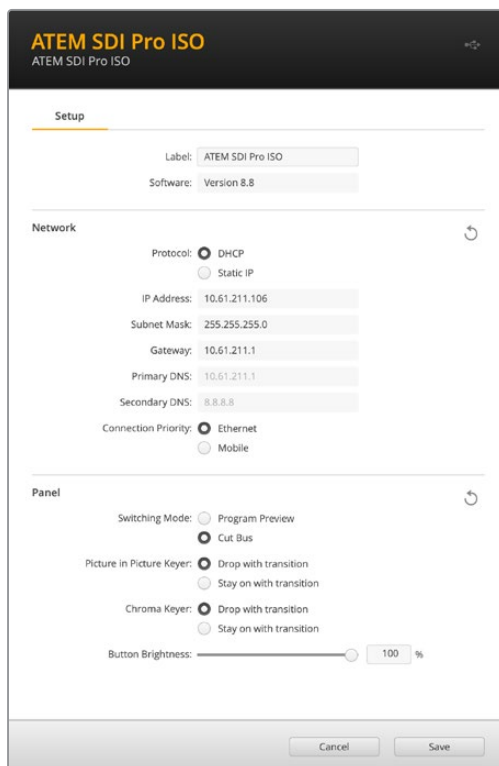 ATEM SDI Pro ISO
ATEM SDI Pro ISO
Setup
Label: ATEM SDI Pro ISO
Software: Version 8.8
Network
Protocol: DHCP
Static IP
IP Address: 10.61.211.106
Subnet Mask: 255.255.255.0
Gateway: 10.61.211.1
Primary DNS: 10.61.211.1
Secondary DNS: 8.8.8.8
Connection Priority: Ethernet
Mobile
Panel
Switching Mode: Program Preview
Cut Bus
Picture in Picture Keyer: Drop with transition
Stay on with transition
Chroma Keyer: Drop with transition
Stay on with transition
Button Brightness: 100 %
Cancel Save